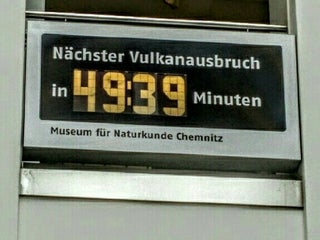 Nächster Vulkanausbruch
in 49:39 Minuten
Museum für Naturkunde Chemnitz